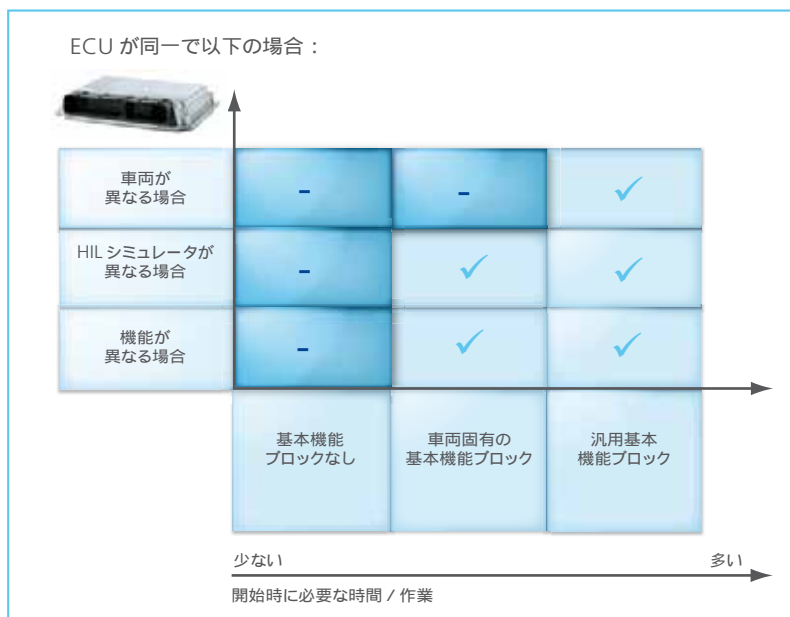 ECU が同一で以下の場合：
車両が
異なる場合
-
-
✓
HIL シミュレータが
異なる場合
-
✓
✓
機能が
異なる場合
-
✓
✓
基本機能
ブロックなし
車両固有の
基本機能ブロック
汎用基本
機能ブロック
少ない
多い
開始時に必要な時間 / 作業